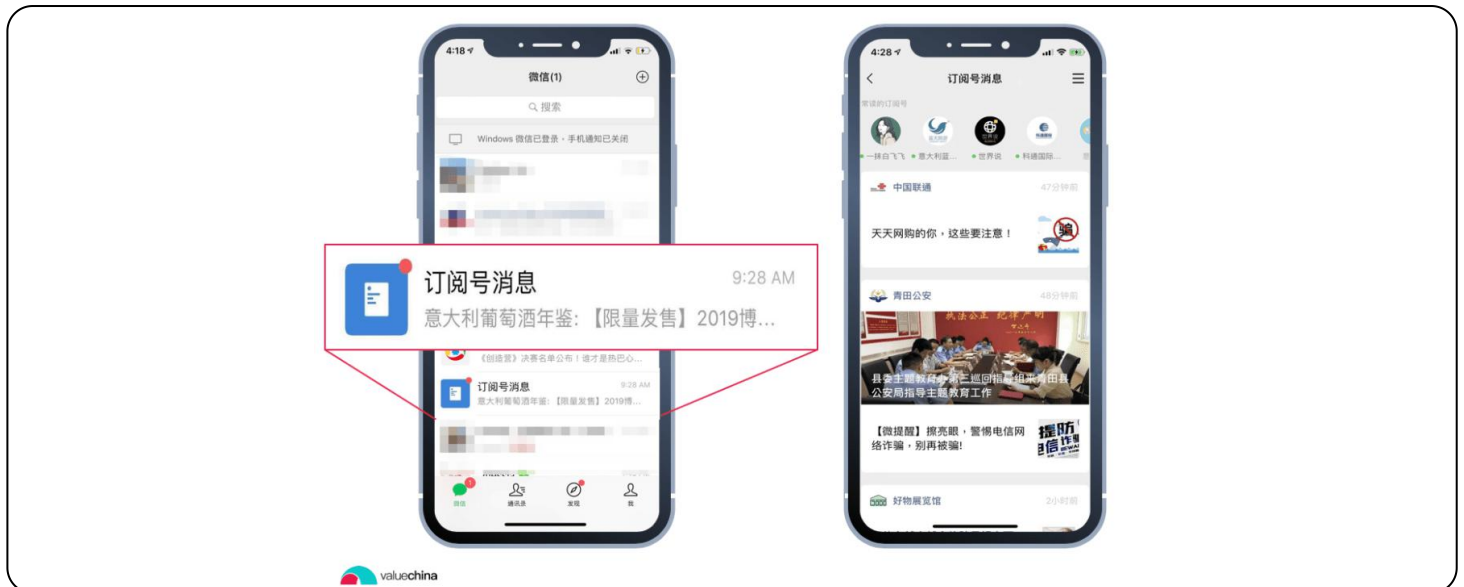 4:18
微信(1)
搜索
Windows 微信已登录，手机通知已关闭
订阅号消息
9:28 AM
意大利葡萄酒年鉴:【限量发售】2019博...
《创造营》决赛名单公布！谁才是热巴心...
订阅号消息
9:28 AM
意大利葡萄酒年鉴:【限量发售】2019博...
1
微信
通讯录
发现
我
4:28
订阅号消息
常读的订阅号
一抹白飞飞
意大利蓝...
世界说
科通国际...
中国联通
47分钟前
天天网购的你，这些要注意！
骗
青田公安
48分钟前
执法公正 纪律严明
县委主题教育办第三巡回指导组来青田县
公安局指导主题教育工作
【微提醒】擦亮眼，警惕电信网
络诈骗，别再被骗!
提防
电信诈骗
好物展览馆
2小时前
valuechina